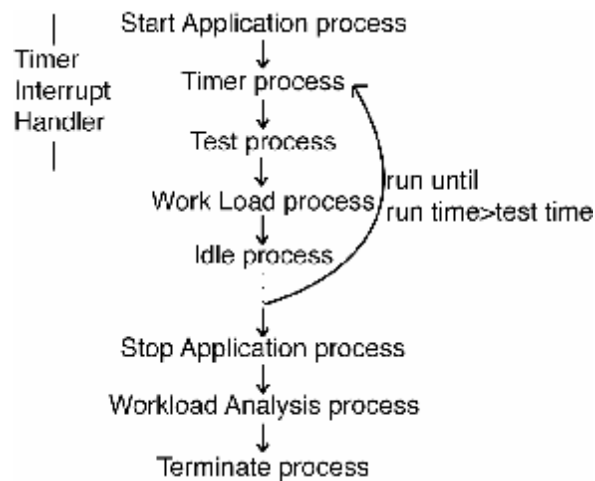 Start Application process
Timer
Interrupt
Handler
Timer process
Test process
Work Load process
Idle process
run until
run time>test time
Stop Application process
Workload Analysis process
Terminate process